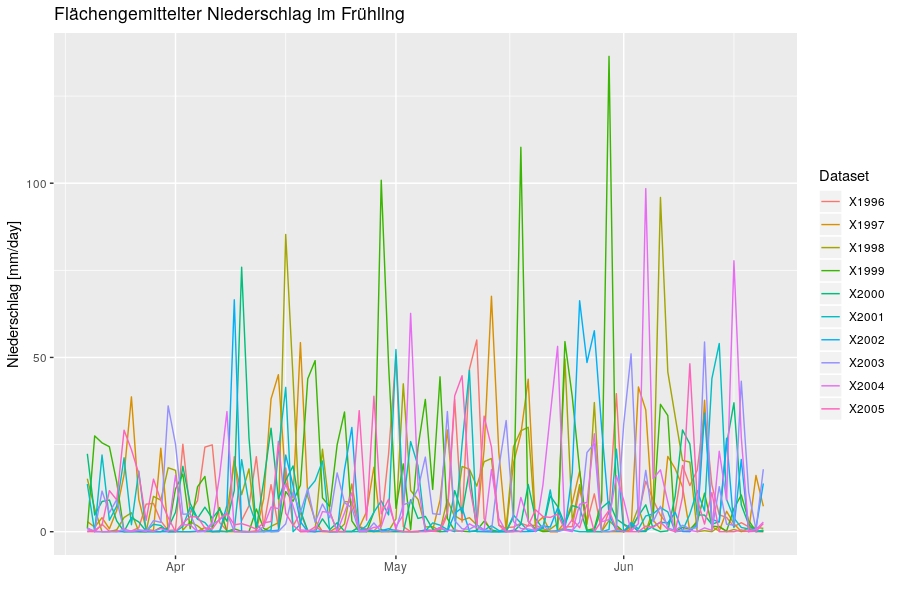 Flächengemittelter Niederschlag im Frühling
Niederschlag [mm/day]
100
50
0
Apr
May
Jun
Dataset
X1996
X1997
X1998
X1999
X2000
X2001
X2002
X2003
X2004
X2005